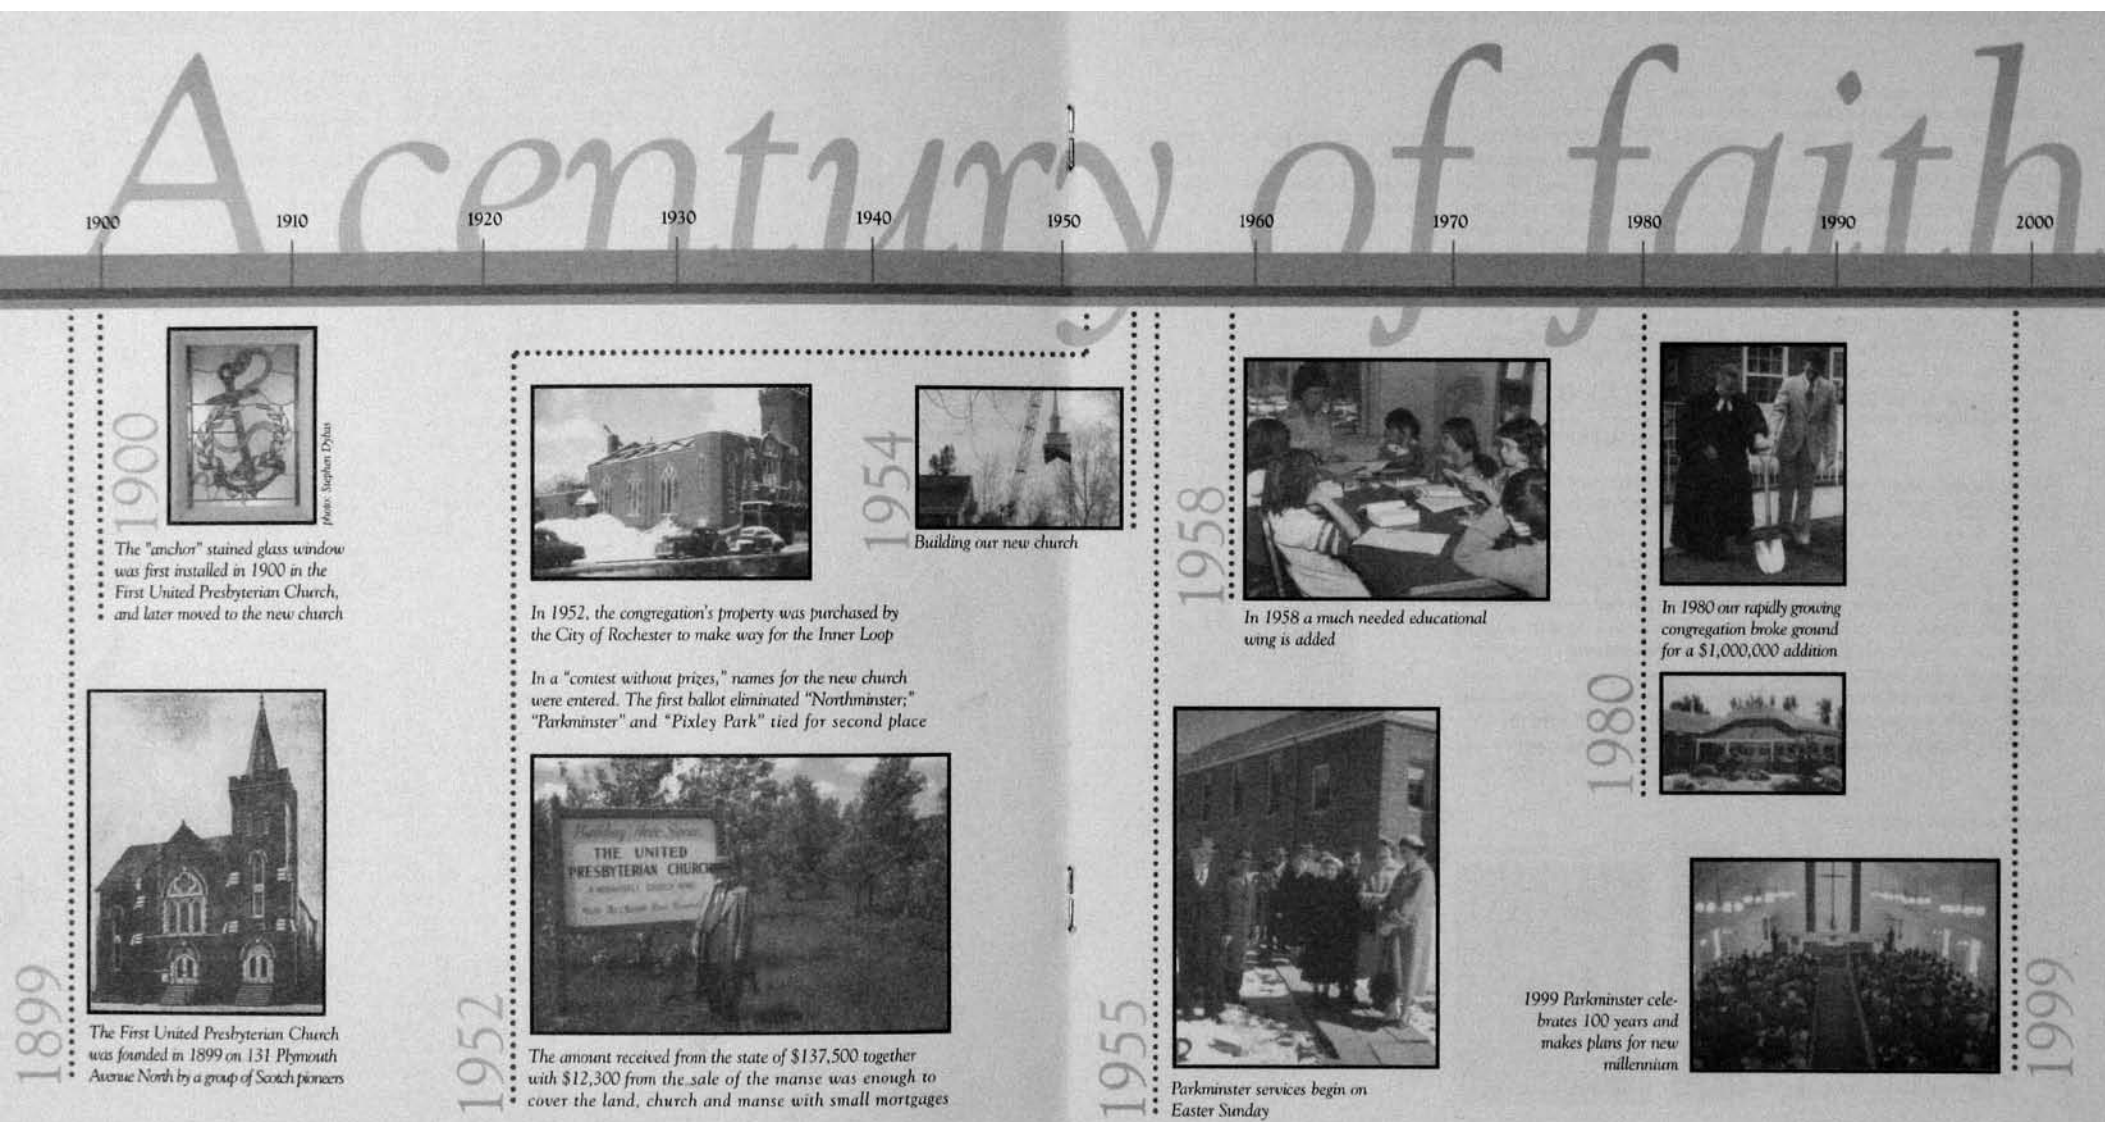 A century of faith
1900 1910 1920 1930 1940 1950 1960 1970 1980 1990 2000
1900
photo: Stephen Dybas
The "anchor" stained glass window
was first installed in 1900 in the
First United Presbyterian Church,
and later moved to the new church
1899
The First United Presbyterian Church
was founded in 1899 on 131 Plymouth
Avenue North by a group of Scotch pioneers
1952
In 1952, the congregation's property was purchased by
the City of Rochester to make way for the Inner Loop
In a "contest without prizes," names for the new church
were entered. The first ballot eliminated "Northminster;"
"Parkminster" and "Pixley Park" tied for second place
Building Here Soon
THE UNITED
PRESBYTERIAN CHURCH
The amount received from the state of $137,500 together
with $12,300 from the sale of the manse was enough to
cover the land, church and manse with small mortgages
1954
Building our new church
1955
Parkminster services begin on
Easter Sunday
1958
In 1958 a much needed educational
wing is added
1980
In 1980 our rapidly growing
congregation broke ground
for a $1,000,000 addition
1999 Parkminster cele-
brates 100 years and
makes plans for new
millennium
1999